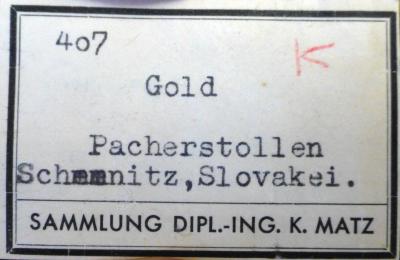 407
K
Gold
Pacherstollen
Schemnitz,Slovakei.
SAMMLUNG DIPL.-ING. K. MATZ